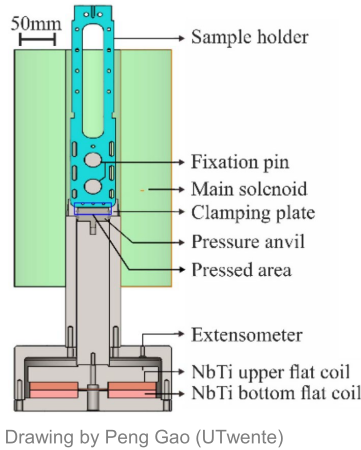 50mm
Sample holder
Fixation pin
Main solcnoid
Clamping plate
Pressure anvil
Pressed area
Extensometer
NbTi upper flat coil
NbTi bottom flat coil
Drawing by Peng Gao (UTwente)